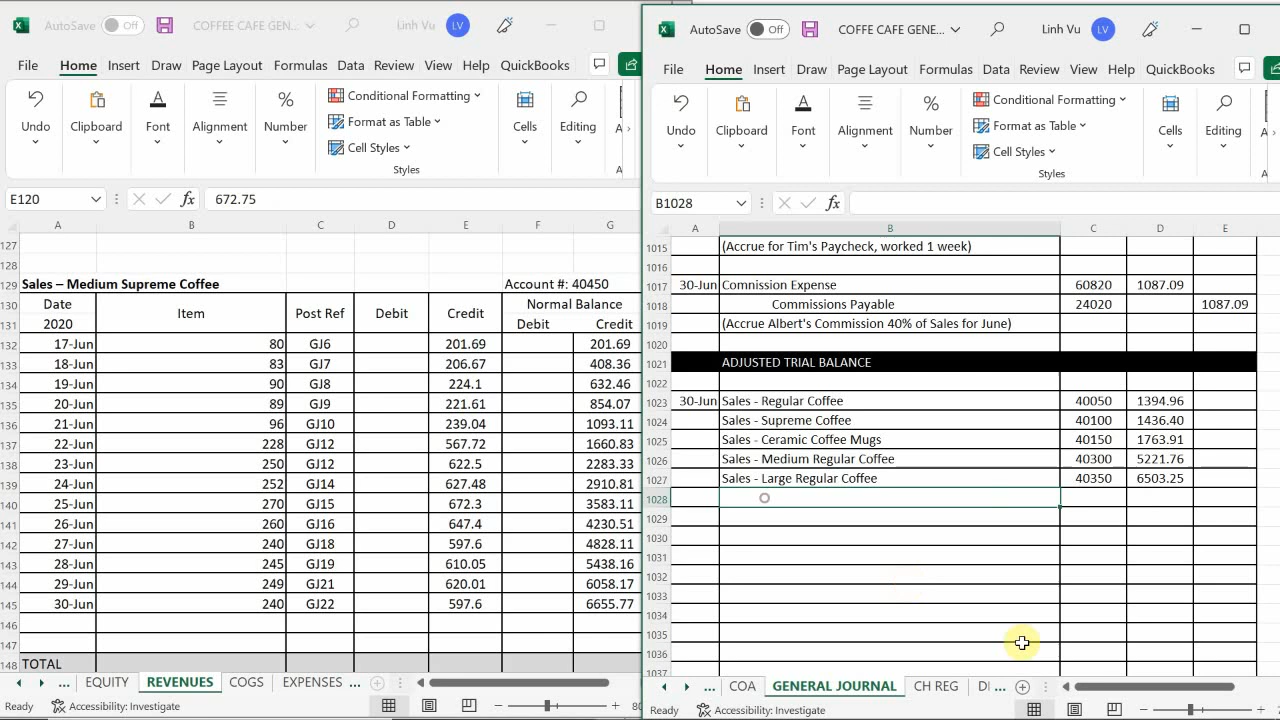 AutoSave Off COFFEE CAFE GEN... Linh Vu LV
File Home Insert Draw Page Layout Formulas Data Review View Help QuickBooks
Undo Clipboard Font Alignment Number Conditional Formatting Format as Table Cell Styles Styles Cells Editing
E120 fx 672.75
A B C D E F G
127
128
129 Sales – Medium Supreme Coffee Account #: 40450
130 Date Item Post Ref Debit Credit Normal Balance
131 2020 Debit Credit
132 17-Jun 80 GJ6 201.69 201.69
133 18-Jun 83 GJ7 206.67 408.36
134 19-Jun 90 GJ8 224.1 632.46
135 20-Jun 89 GJ9 221.61 854.07
136 21-Jun 96 GJ10 239.04 1093.11
137 22-Jun 228 GJ12 567.72 1660.83
138 23-Jun 250 GJ12 622.5 2283.33
139 24-Jun 252 GJ14 627.48 2910.81
140 25-Jun 270 GJ15 672.3 3583.11
141 26-Jun 260 GJ16 647.4 4230.51
142 27-Jun 240 GJ18 597.6 4828.11
143 28-Jun 245 GJ19 610.05 5438.16
144 29-Jun 249 GJ21 620.01 6058.17
145 30-Jun 240 GJ22 597.6 6655.77
146
147
148 TOTAL
... EQUITY REVENUES COGS EXPENSES ...
Ready Accessibility: Investigate
AutoSave Off COFFE CAFE GENE... Linh Vu LV
File Home Insert Draw Page Layout Formulas Data Review View Help QuickBooks
Undo Clipboard Font Alignment Number Conditional Formatting Format as Table Cell Styles Styles Cells Editing
B1028 fx
A B C D E
1015 (Accrue for Tim's Paycheck, worked 1 week)
1016
1017 30-Jun Comnission Expense 60820 1087.09
1018 Commissions Payable 24020 1087.09
1019 (Accrue Albert's Commission 40% of Sales for June)
1020
1021 ADJUSTED TRIAL BALANCE
1022
1023 30-Jun Sales - Regular Coffee 40050 1394.96
1024 Sales - Supreme Coffee 40100 1436.40
1025 Sales - Ceramic Coffee Mugs 40150 1763.91
1026 Sales - Medium Regular Coffee 40300 5221.76
1027 Sales - Large Regular Coffee 40350 6503.25
1028
1029
1030
1031
1032
1033
1034
1035
1036
1037
... COA GENERAL JOURNAL CH REG ...
Ready Accessibility: Investigate